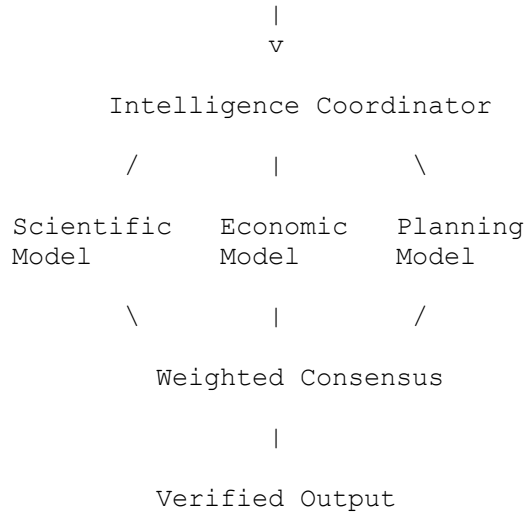 |
v
Intelligence Coordinator
/ | \
Scientific Economic Planning
Model Model Model
\ | /
Weighted Consensus
|
Verified Output